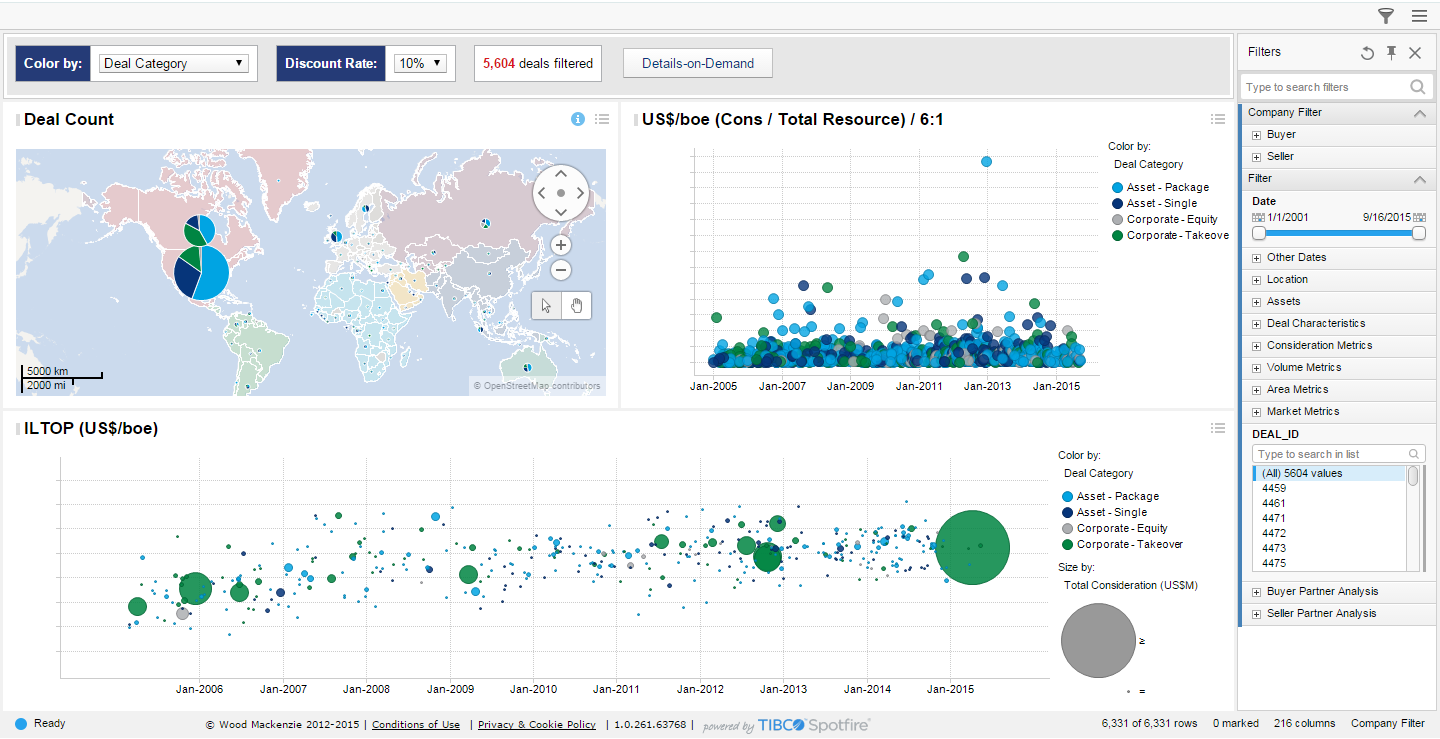 Color by:
Deal Category
Discount Rate:
10%
5,604 deals filtered
Details-on-Demand
Deal Count
5000 km
2000 mi
© OpenStreetMap contributors
US$/boe (Cons / Total Resource) / 6:1
Color by:
Deal Category
Asset - Package
Asset - Single
Corporate - Equity
Corporate - Takeove
Jan-2005
Jan-2007
Jan-2009
Jan-2011
Jan-2013
Jan-2015
ILTOP (US$/boe)
Color by:
Deal Category
Asset - Package
Asset - Single
Corporate - Equity
Corporate - Takeover
Size by:
Total Consideration (US$M)
≥
=
Jan-2006
Jan-2007
Jan-2008
Jan-2009
Jan-2010
Jan-2011
Jan-2012
Jan-2013
Jan-2014
Jan-2015
Filters
Type to search filters
Company Filter
Buyer
Seller
Filter
Date
1/1/2001
9/16/2015
Other Dates
Location
Assets
Deal Characteristics
Consideration Metrics
Volume Metrics
Area Metrics
Market Metrics
DEAL_ID
Type to search in list
(All) 5604 values
4459
4461
4471
4472
4473
4475
Buyer Partner Analysis
Seller Partner Analysis
Ready
© Wood Mackenzie 2012-2015 | Conditions of Use | Privacy & Cookie Policy | 1.0.261.63768 | powered by TIBCO Spotfire®
6,331 of 6,331 rows
0 marked
216 columns
Company Filter